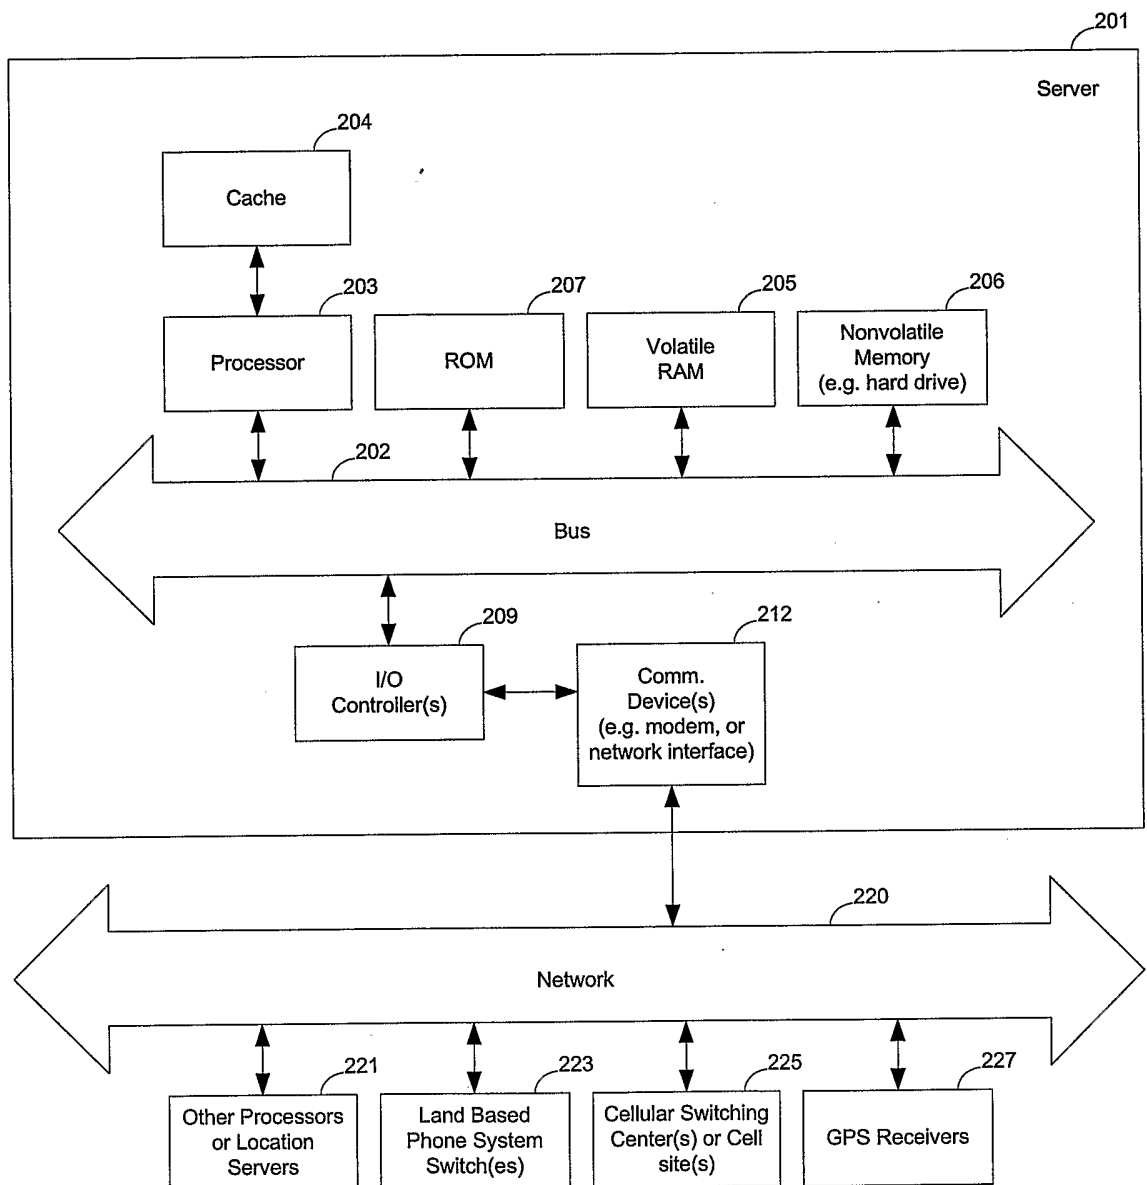 201
Server
204
Cache
203
207
205
206
Processor
ROM
Volatile
RAM
Nonvolatile
Memory
(e.g. hard drive)
202
Bus
209
212
I/O
Controller(s)
Comm.
Device(s)
(e.g. modem, or
network interface)
220
Network
221
223
225
227
Other Processors
or Location
Servers
Land Based
Phone System
Switch(es)
Cellular Switching
Center(s) or Cell
site(s)
GPS Receivers